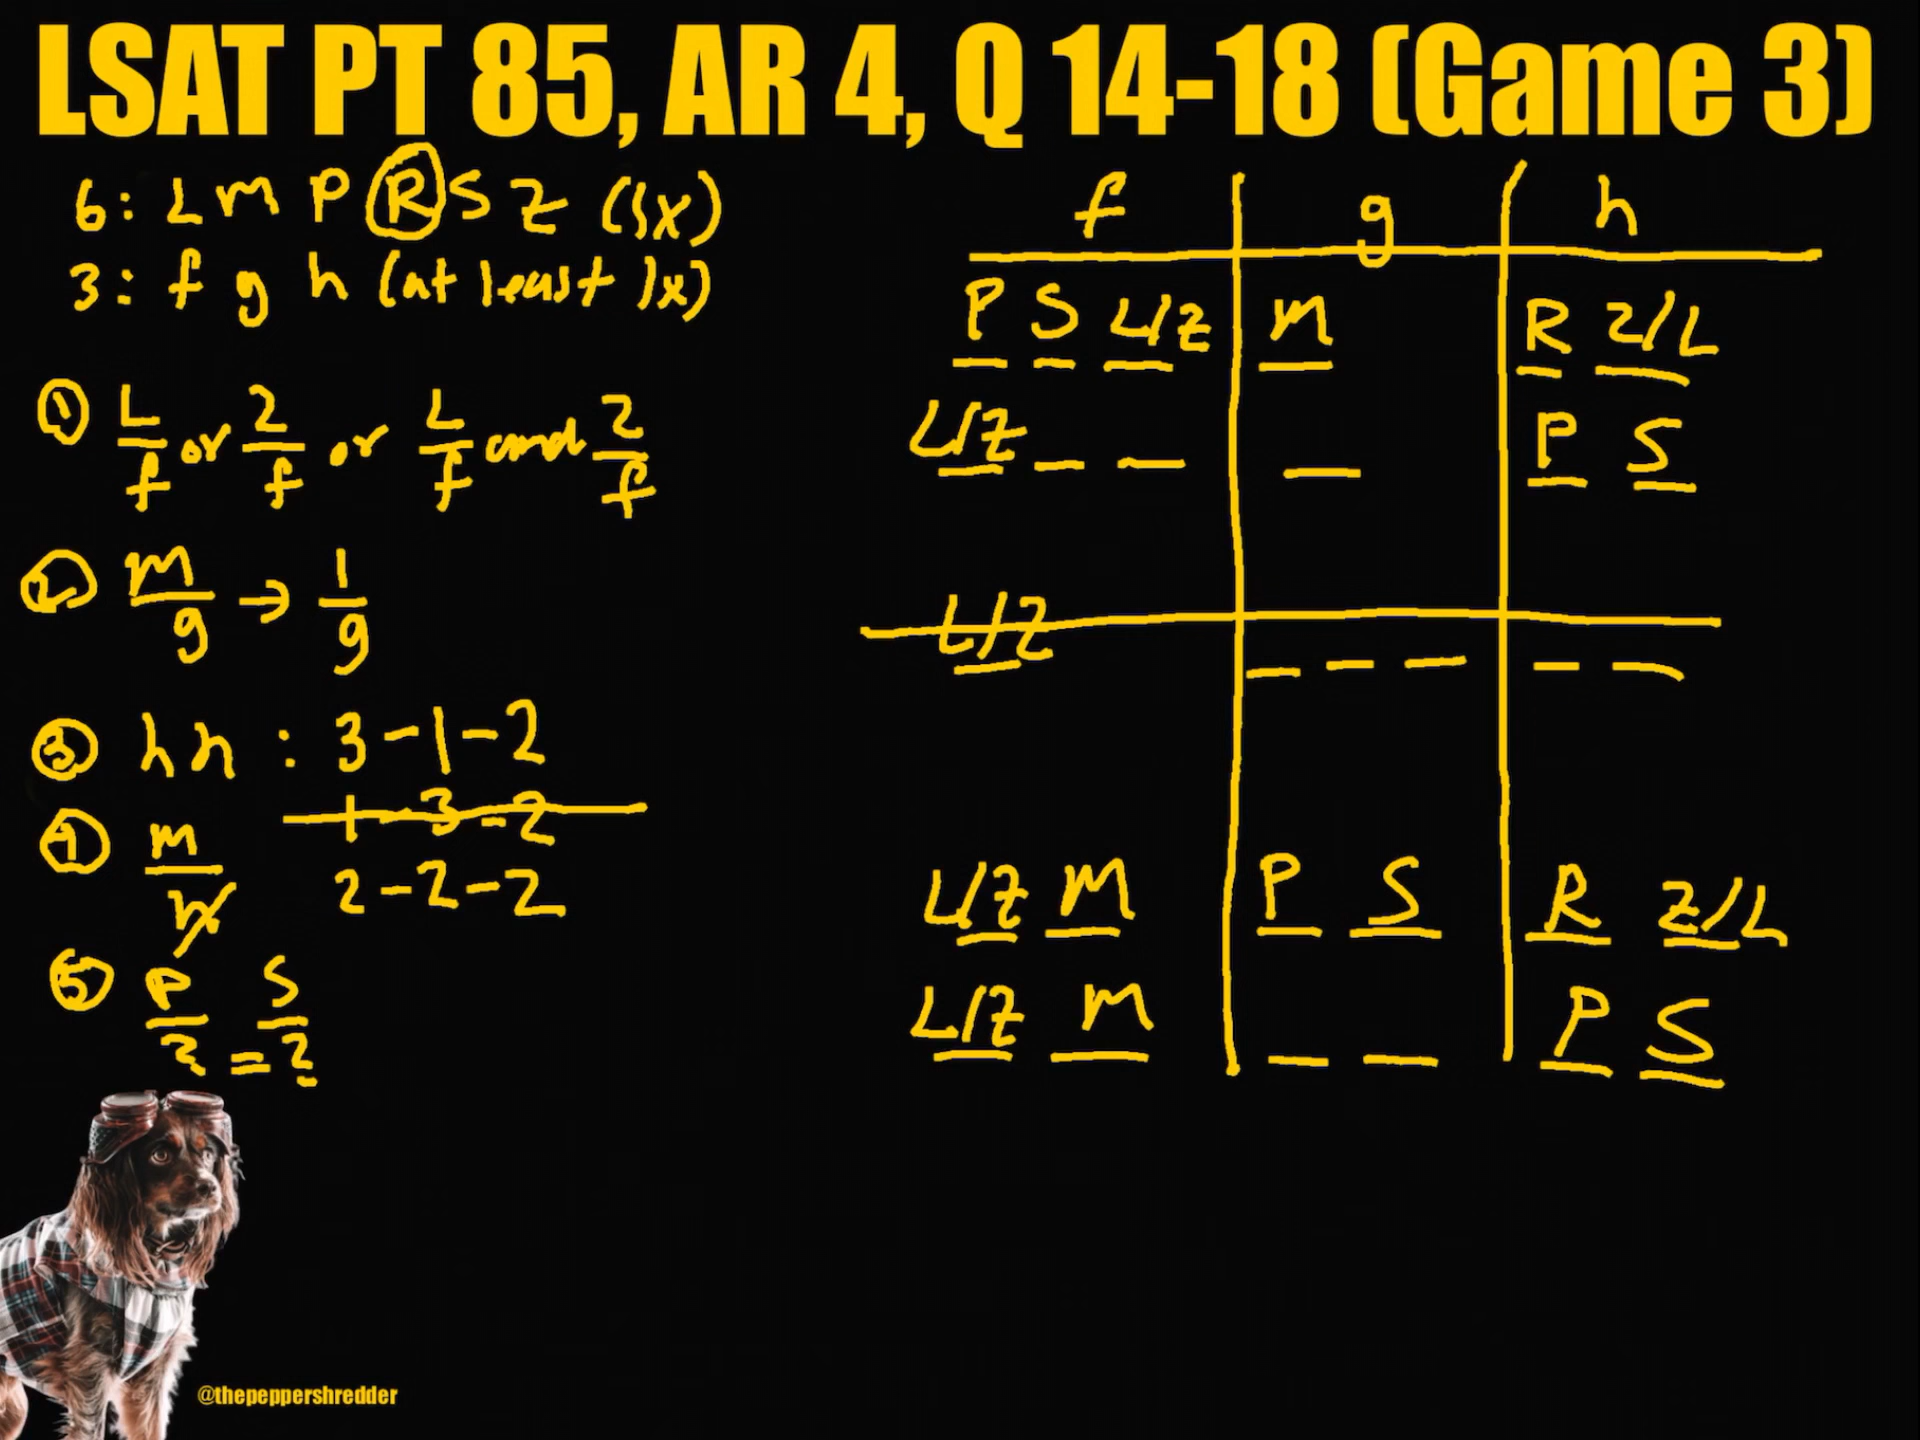 LSAT PT 85, AR 4, Q 14-18 (Game 3)
6: L M P R S Z (1x)
3: f g h (at least 1x)
① L/f or Z/f or L/f and Z/f
② M/g → 1/g
③ h h : 3-1-2
1-3-2
④ M/h
2-2-2
⑤ P/? = S/?
f g h
P S L/Z M R Z/L
L/Z _ _ _ P S
L/Z _ _ _ _ _
L/Z M P S R Z/L
L/Z M _ _ P S
@thepeppershredder